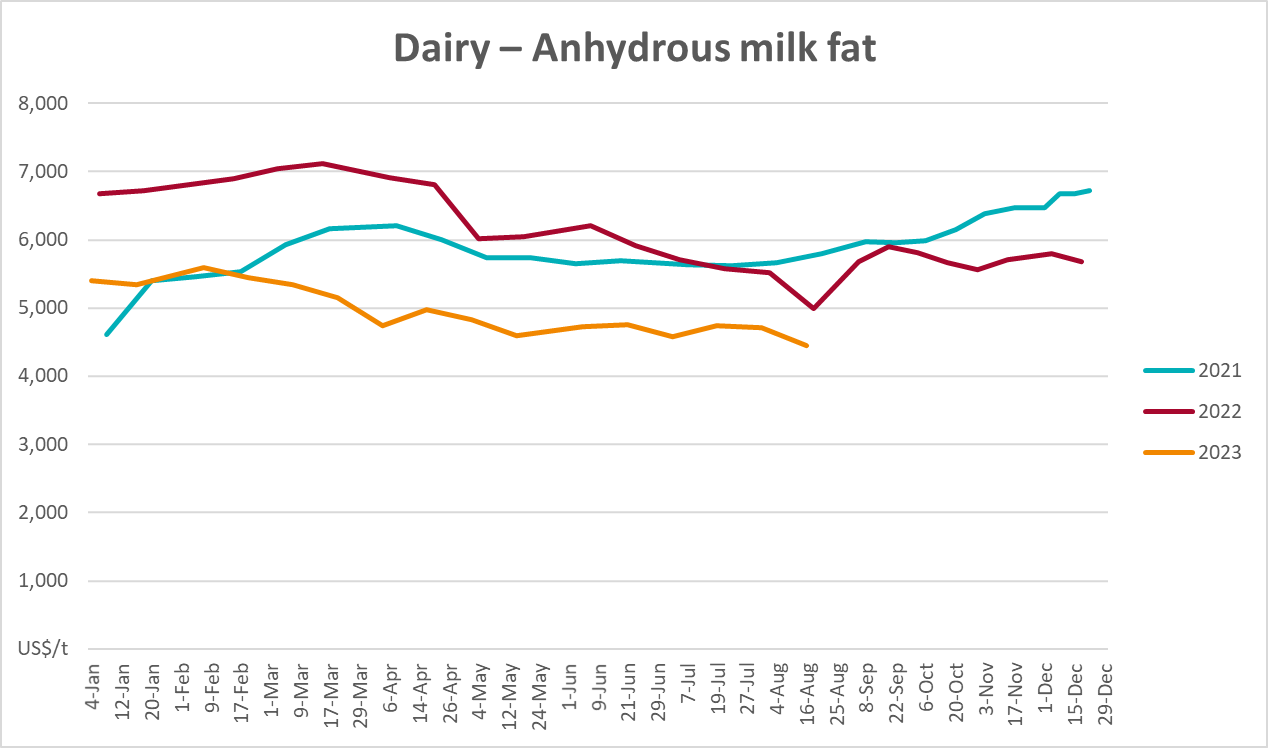 Dairy – Anhydrous milk fat
8,000
7,000
6,000
5,000
4,000
3,000
2,000
1,000
US$/t
4-Jan
12-Jan
20-Jan
1-Feb
9-Feb
17-Feb
1-Mar
9-Mar
17-Mar
29-Mar
6-Apr
14-Apr
26-Apr
4-May
12-May
24-May
1-Jun
9-Jun
21-Jun
29-Jun
7-Jul
19-Jul
27-Jul
4-Aug
16-Aug
25-Aug
8-Sep
22-Sep
6-Oct
20-Oct
3-Nov
17-Nov
1-Dec
15-Dec
29-Dec
2021
2022
2023